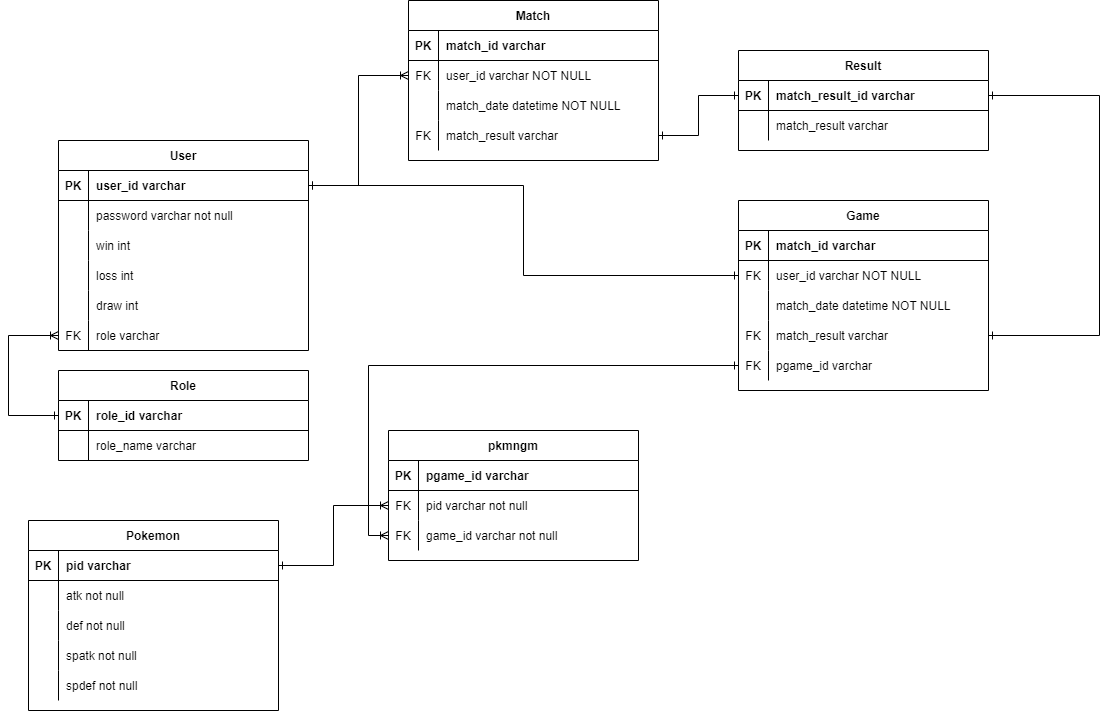 Match
PK match_id varchar
FK user_id varchar NOT NULL
match_date datetime NOT NULL
FK match_result varchar
Result
PK match_result_id varchar
match_result varchar
User
PK user_id varchar
password varchar not null
win int
loss int
draw int
FK role varchar
Game
PK match_id varchar
FK user_id varchar NOT NULL
match_date datetime NOT NULL
FK match_result varchar
FK pgame_id varchar
Role
PK role_id varchar
role_name varchar
pkmngm
PK pgame_id varchar
FK pid varchar not null
FK game_id varchar not null
Pokemon
PK pid varchar
atk not null
def not null
spatk not null
spdef not null